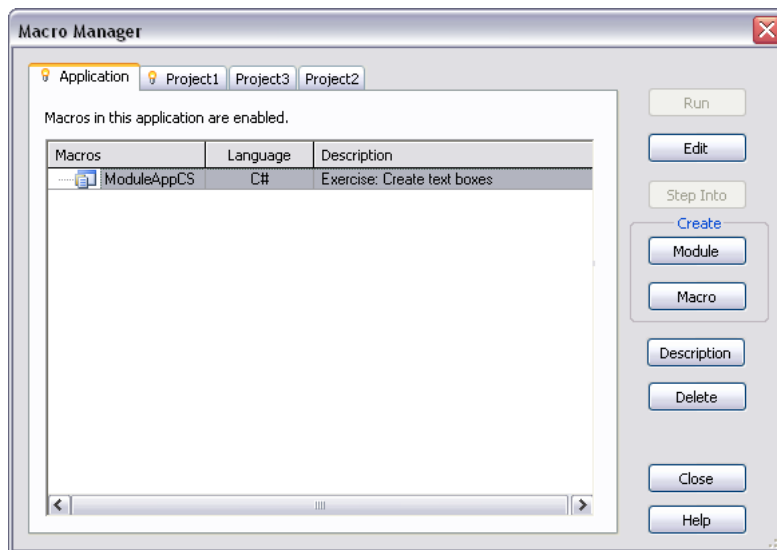 Macro Manager
Application Project1 Project3 Project2
Macros in this application are enabled.
Macros Language Description
ModuleAppCS C# Exercise: Create text boxes
Run
Edit
Step Into
Create
Module
Macro
Description
Delete
Close
Help